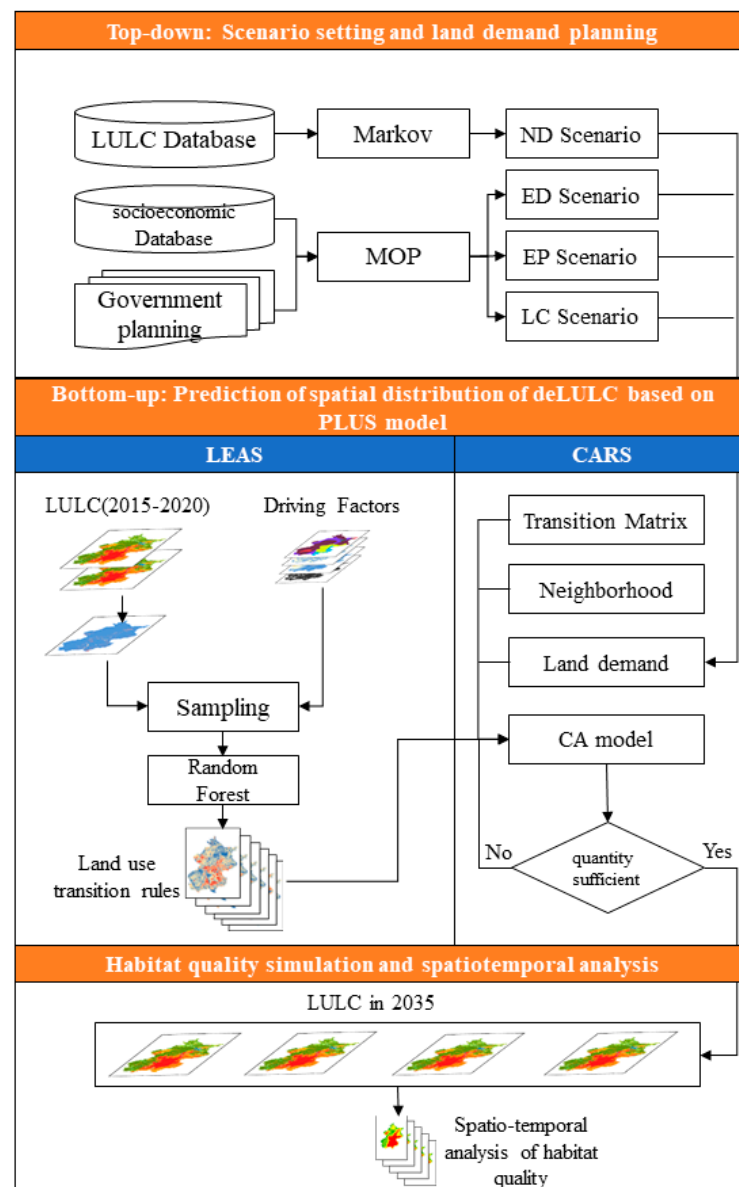 Top-down: Scenario setting and land demand planning
LULC Database
Markov
ND Scenario
socioeconomic
Database
ED Scenario
MOP
EP Scenario
Government
planning
LC Scenario
Bottom-up: Prediction of spatial distribution of deLULC based on
PLUS model
LEAS
CARS
LULC(2015-2020)
Driving Factors
Transition Matrix
Neighborhood
Land demand
Sampling
CA model
Random
Forest
Land use
transition rules
No
quantity
sufficient
Yes
Habitat quality simulation and spatiotemporal analysis
LULC in 2035
Spatio-temporal
analysis of habitat
quality